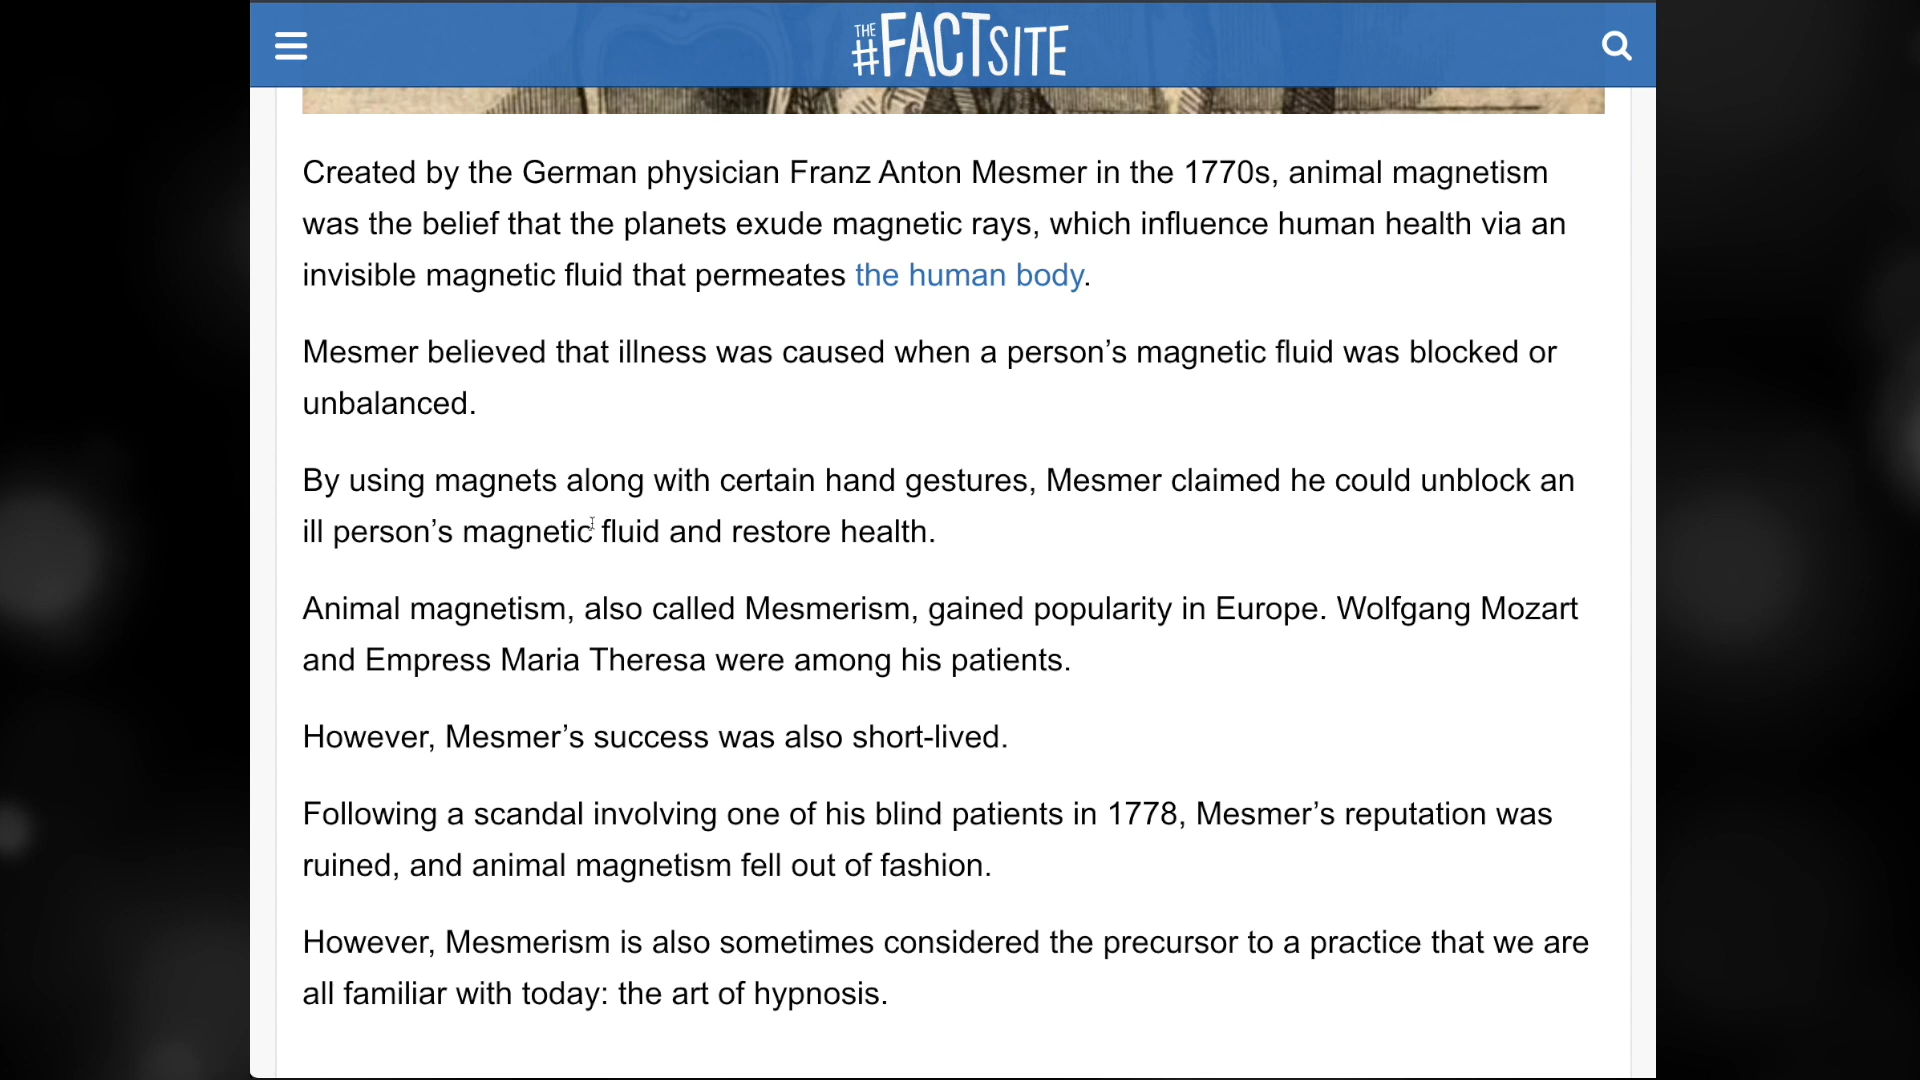 THE #FACTSITE
Created by the German physician Franz Anton Mesmer in the 1770s, animal magnetism
was the belief that the planets exude magnetic rays, which influence human health via an
invisible magnetic fluid that permeates the human body.
Mesmer believed that illness was caused when a person’s magnetic fluid was blocked or
unbalanced.
By using magnets along with certain hand gestures, Mesmer claimed he could unblock an
ill person’s magnetic fluid and restore health.
Animal magnetism, also called Mesmerism, gained popularity in Europe. Wolfgang Mozart
and Empress Maria Theresa were among his patients.
However, Mesmer’s success was also short-lived.
Following a scandal involving one of his blind patients in 1778, Mesmer’s reputation was
ruined, and animal magnetism fell out of fashion.
However, Mesmerism is also sometimes considered the precursor to a practice that we are
all familiar with today: the art of hypnosis.